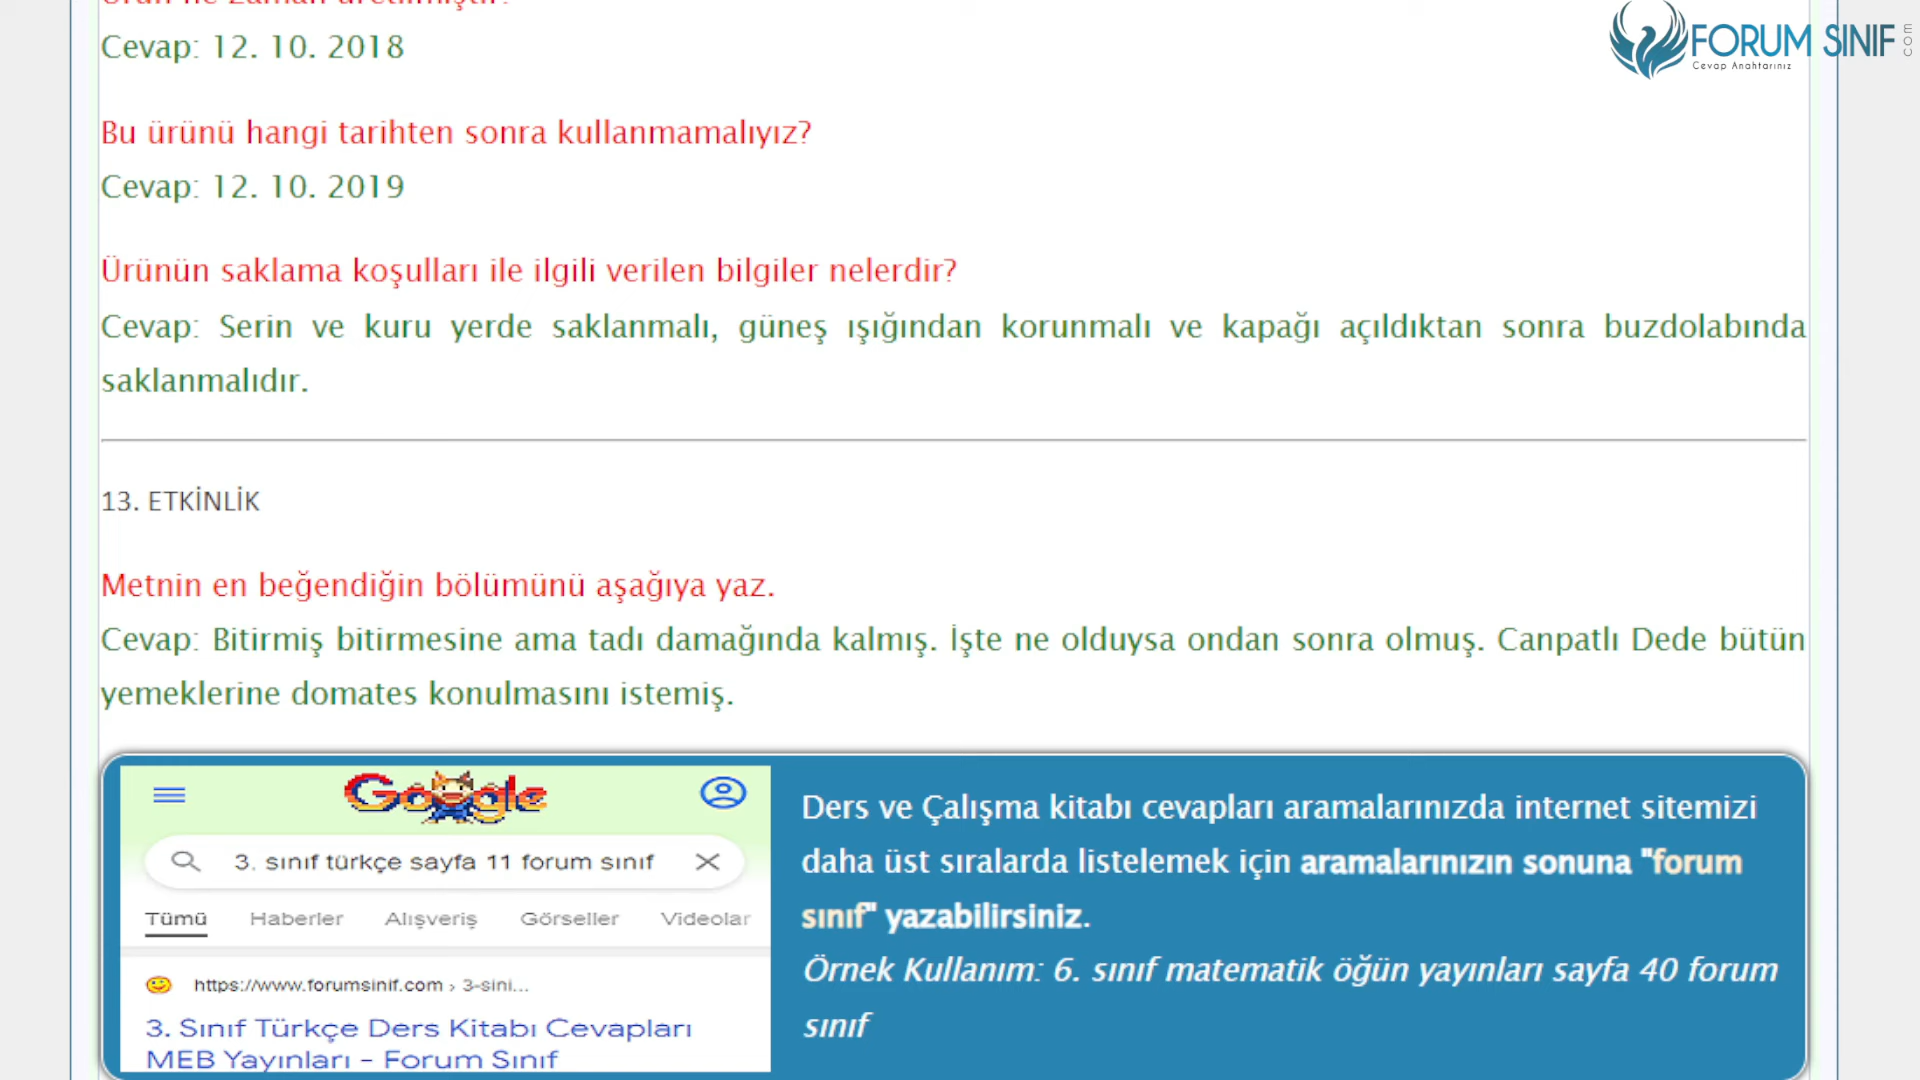 Ürün ne zaman üretilmiştir?
Cevap: 12. 10. 2018
FORUM SINIF
com
Cevap Anahtarınız
Bu ürünü hangi tarihten sonra kullanmamalıyız?
Cevap: 12. 10. 2019
Ürünün saklama koşulları ile ilgili verilen bilgiler nelerdir?
Cevap: Serin ve kuru yerde saklanmalı, güneş ışığından korunmalı ve kapağı açıldıktan sonra buzdolabında
saklanmalıdır.
13. ETKİNLİK
Metnin en beğendiğin bölümünü aşağıya yaz.
Cevap: Bitirmiş bitirmesine ama tadı damağında kalmış. İşte ne olduysa ondan sonra olmuş. Canpatlı Dede bütün
yemeklerine domates konulmasını istemiş.
Google
3. sınıf türkçe sayfa 11 forum sınıf
Tümü Haberler Alışveriş Görseller Videolar
https://www.forumsinif.com › 3-sini...
3. Sınıf Türkçe Ders Kitabı Cevapları
MEB Yayınları – Forum Sınıf
Ders ve Çalışma kitabı cevapları aramalarınızda internet sitemizi
daha üst sıralarda listelemek için aramalarınızın sonuna "forum
sınıf" yazabilirsiniz.
Örnek Kullanım: 6. sınıf matematik öğün yayınları sayfa 40 forum
sınıf